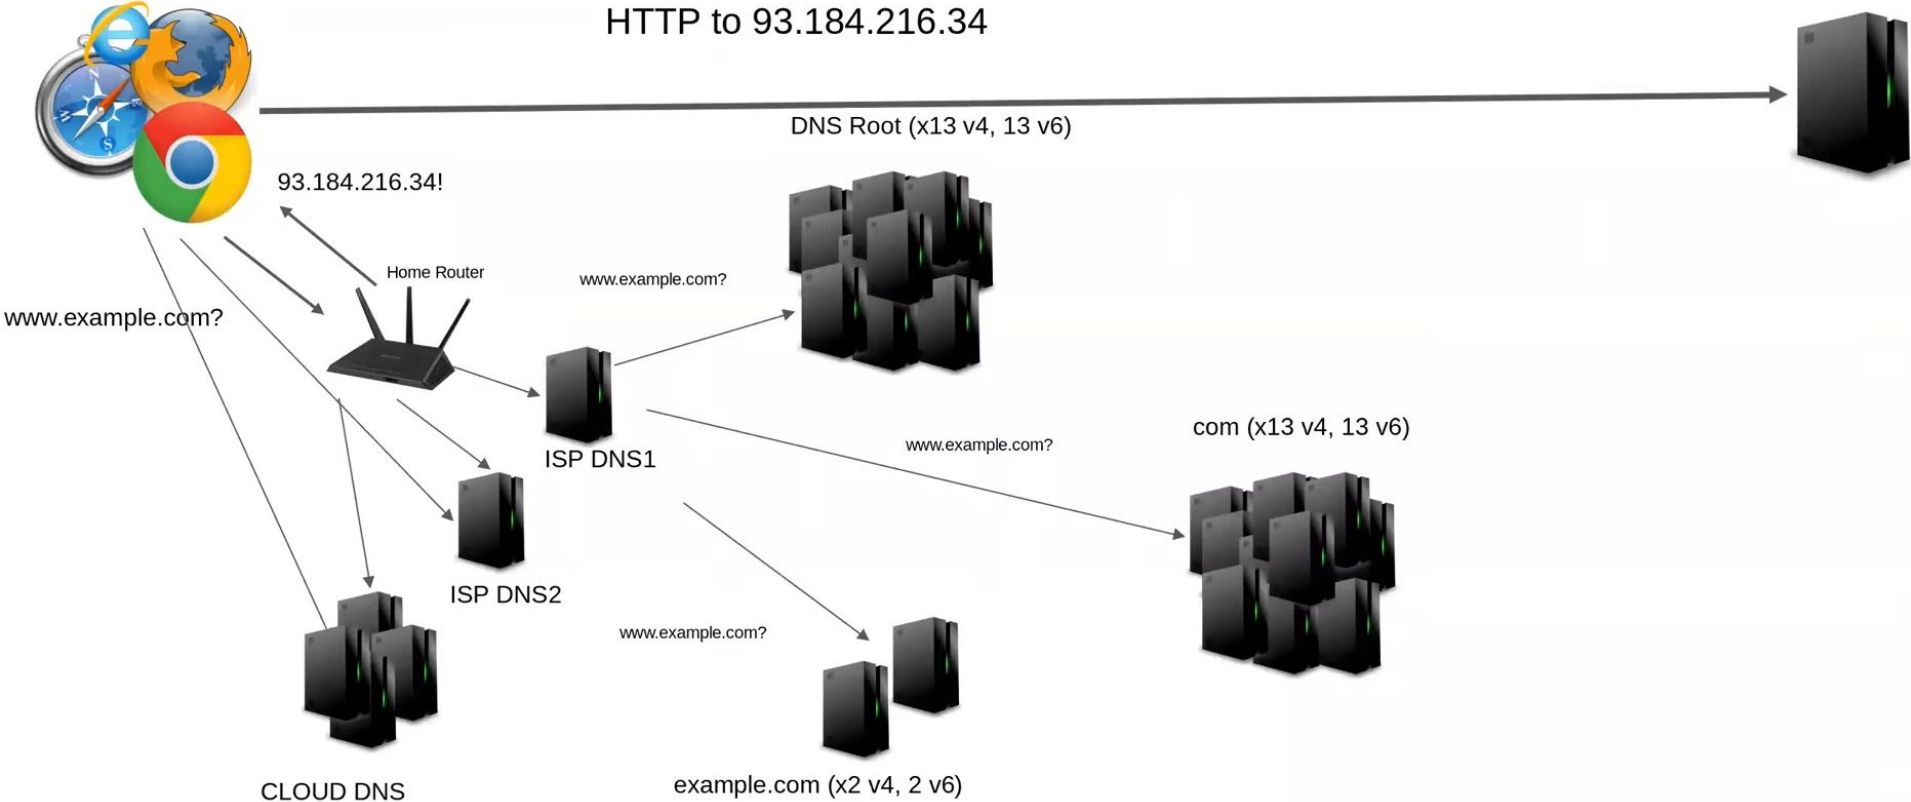 HTTP to 93.184.216.34
DNS Root (x13 v4, 13 v6)
93.184.216.34!
Home Router
www.example.com?
www.example.com?
com (x13 v4, 13 v6)
www.example.com?
ISP DNS1
ISP DNS2
www.example.com?
example.com (x2 v4, 2 v6)
CLOUD DNS
N
W
S